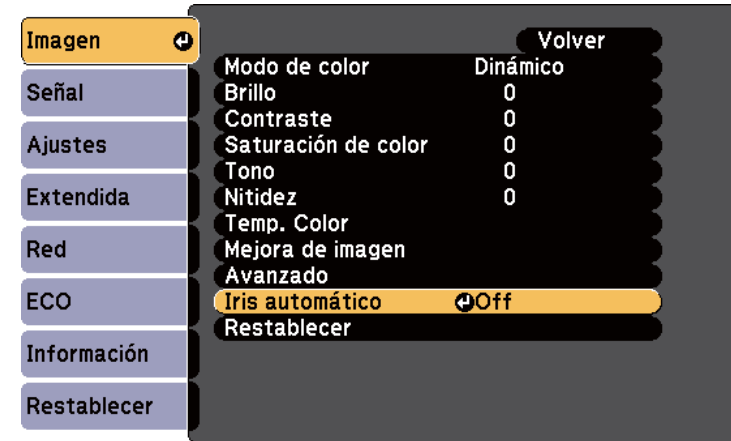 Imagen
Señal
Ajustes
Extendida
Red
ECO
Información
Restablecer
Volver
Modo de color Dinámico
Brillo 0
Contraste 0
Saturación de color 0
Tono 0
Nitidez 0
Temp. Color
Mejora de imagen
Avanzado
Iris automático Off
Restablecer